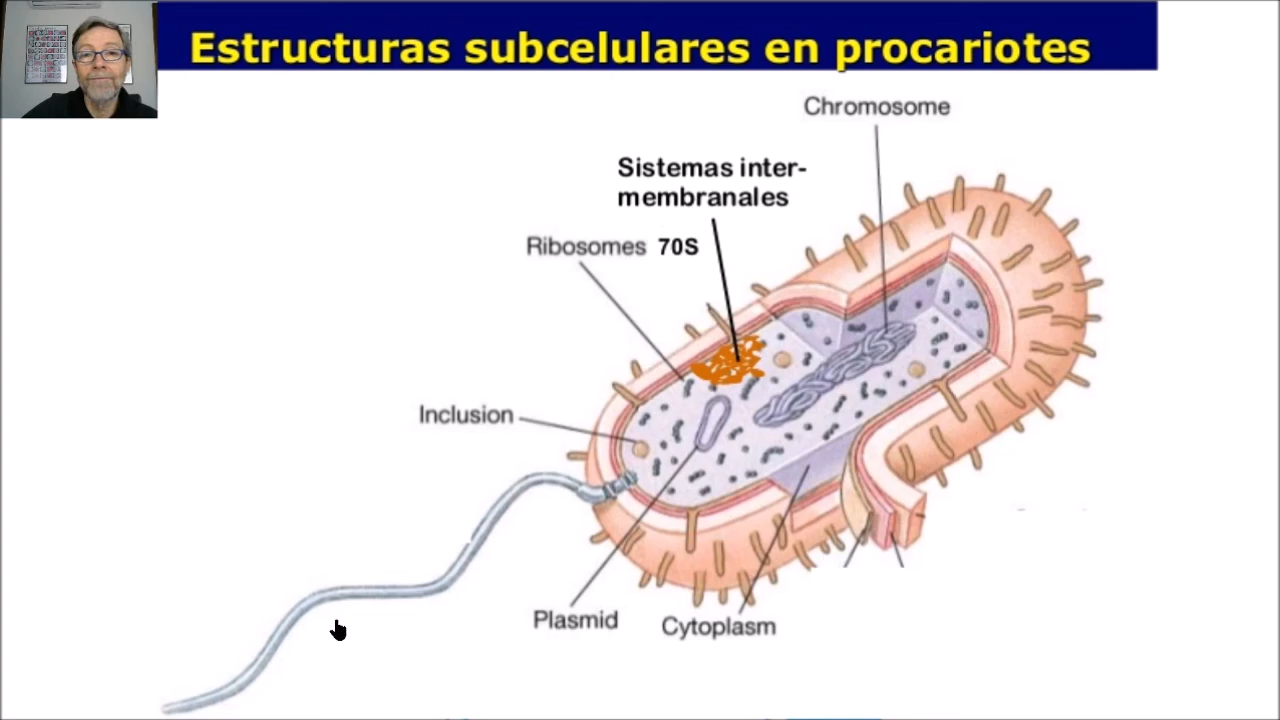 Estructuras subcelulares en procariotes
Chromosome
Sistemas inter-
membranales
Ribosomes 70S
Inclusion
Plasmid
Cytoplasm